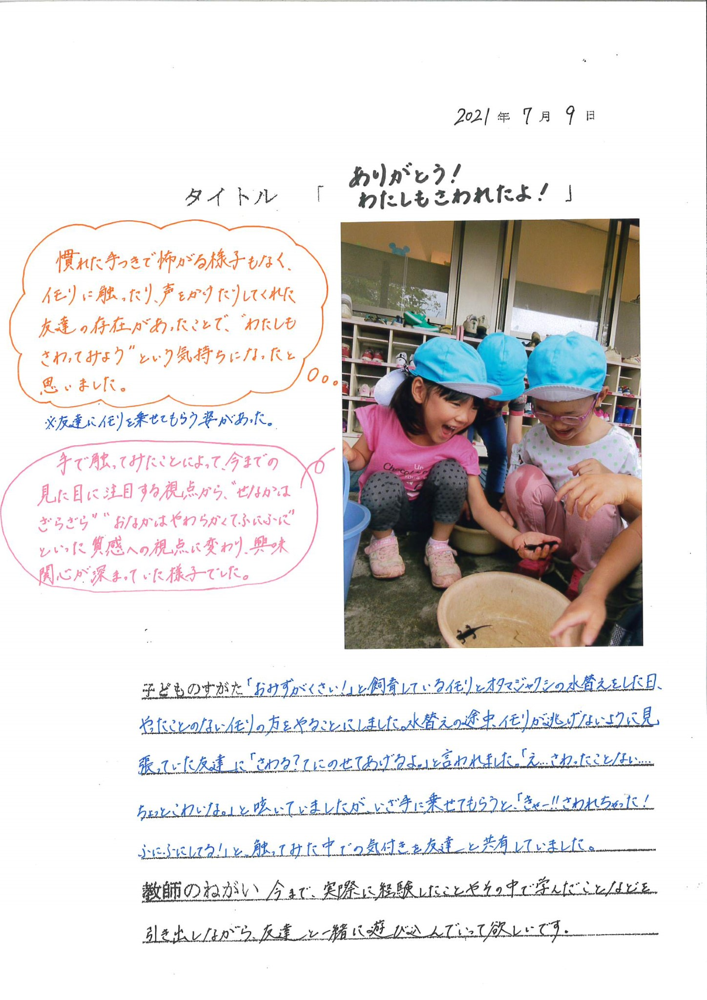 2021年 7月 9日
ありがとう!
タイトル 「わたしもさわれたよ!」
慣れた手つきで怖がる様子もなく、
イモリに触ったり、声をかけたりしてくれた
友達の存在があったことで、"わたしも
さわってみよう"という気持ちになったと
思いました。
※友達にイモリを乗せてもらう姿があった。
手で触ってみたことによって、今までの
見た目に注目する視点から、"せなかは
ざらざら""おなかはやわらかくてふにふに"
といった質感への視点に変わり、興味
関心が深まっていた様子でした。
Un
Chocol
子どものすがた「おみずがくさい!」と飼育しているイモリとオタマジャクシの水替えをした日、
やったことのないイモリの方をやることにしました。水替えの途中、イモリが逃げないように見
張っていた友達に「さわる?てにのせてあげるよ。」と言われました。「え…さわったことない….
ちょっとこわいな。」と呟いていましたが、いざ手に乗せてもらうと、「きゃー!!さわれちゃった!
ふにふにしてる!」と、触ってみた中での気付きを友達と共有していました。
教師のねがい 今まで、実際に経験したことやその中で学んだことなどを
引き出しながら、友達と一緒に遊び込んでいって欲しいです。